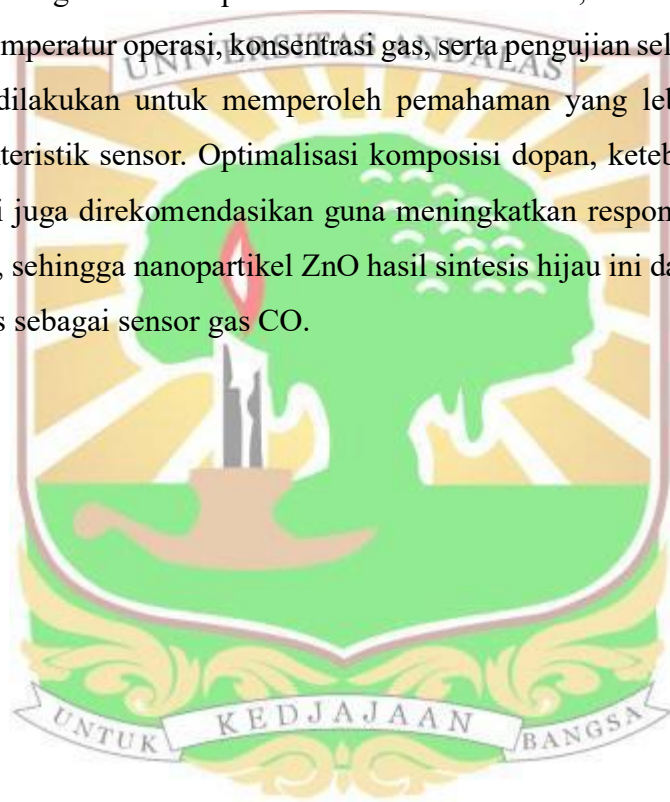 mperatur operasi, konsentrasi gas, serta pengujian sel
UNIVERSITAS ANDALAS
dilakukan untuk memperoleh pemahaman yang leb
teristik sensor. Optimalisasi komposisi dopan, keteb
i juga direkomendasikan guna meningkatkan respon
, sehingga nanopartikel ZnO hasil sintesis hijau ini da
s sebagai sensor gas CO.
UNTUK KEDJAJAAN BANGSA